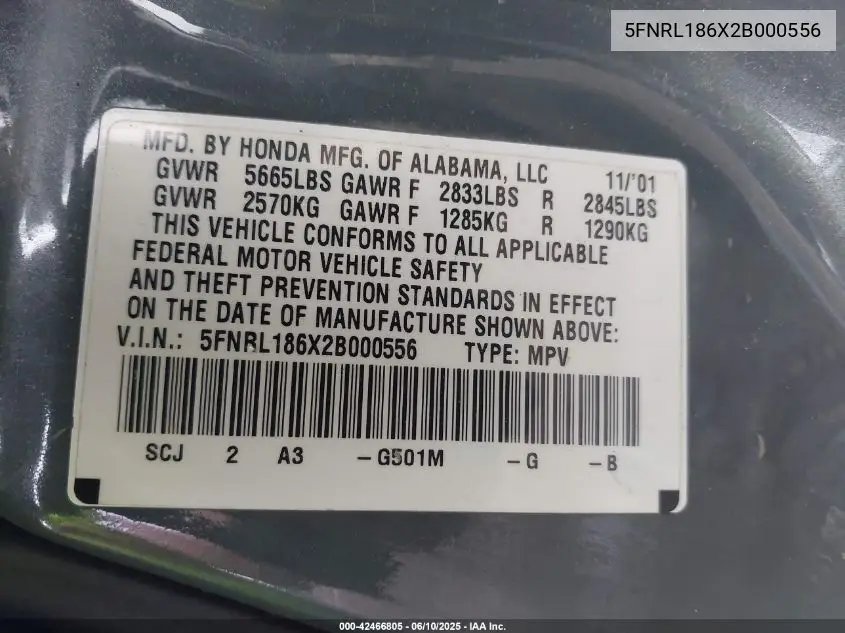 5FNRL186X2B000556
MFD. BY HONDA MFG. OF ALABAMA, LLC 11/'01
GVWR 5665LBS GAWR F 2833LBS R 2845LBS
GVWR 2570KG GAWR F 1285KG R 1290KG
THIS VEHICLE CONFORMS TO ALL APPLICABLE
FEDERAL MOTOR VEHICLE SAFETY
AND THEFT PREVENTION STANDARDS IN EFFECT
ON THE DATE OF MANUFACTURE SHOWN ABOVE:
V.I.N.: 5FNRL186X2B000556 TYPE: MPV
SCJ 2 A3 -G501M -G -B
000-42466805 - 06/10/2025 - IAA Inc.